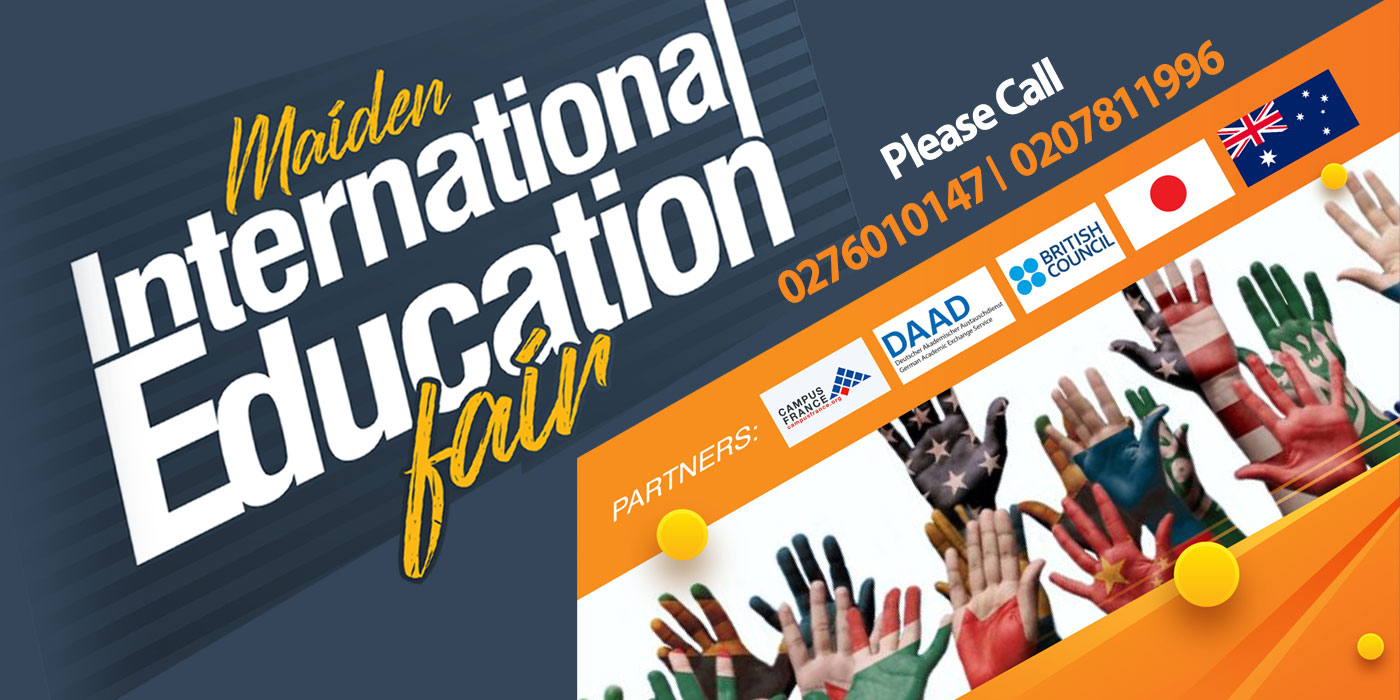 Maiden
International
Education
fair
Please Call
0276010147 | 0207811996
PARTNERS:
CAMPUS
FRANCE
campusfrance.org
DAAD
Deutscher Akademischer Austauschdienst
German Academic Exchange Service
BRITISH
COUNCIL